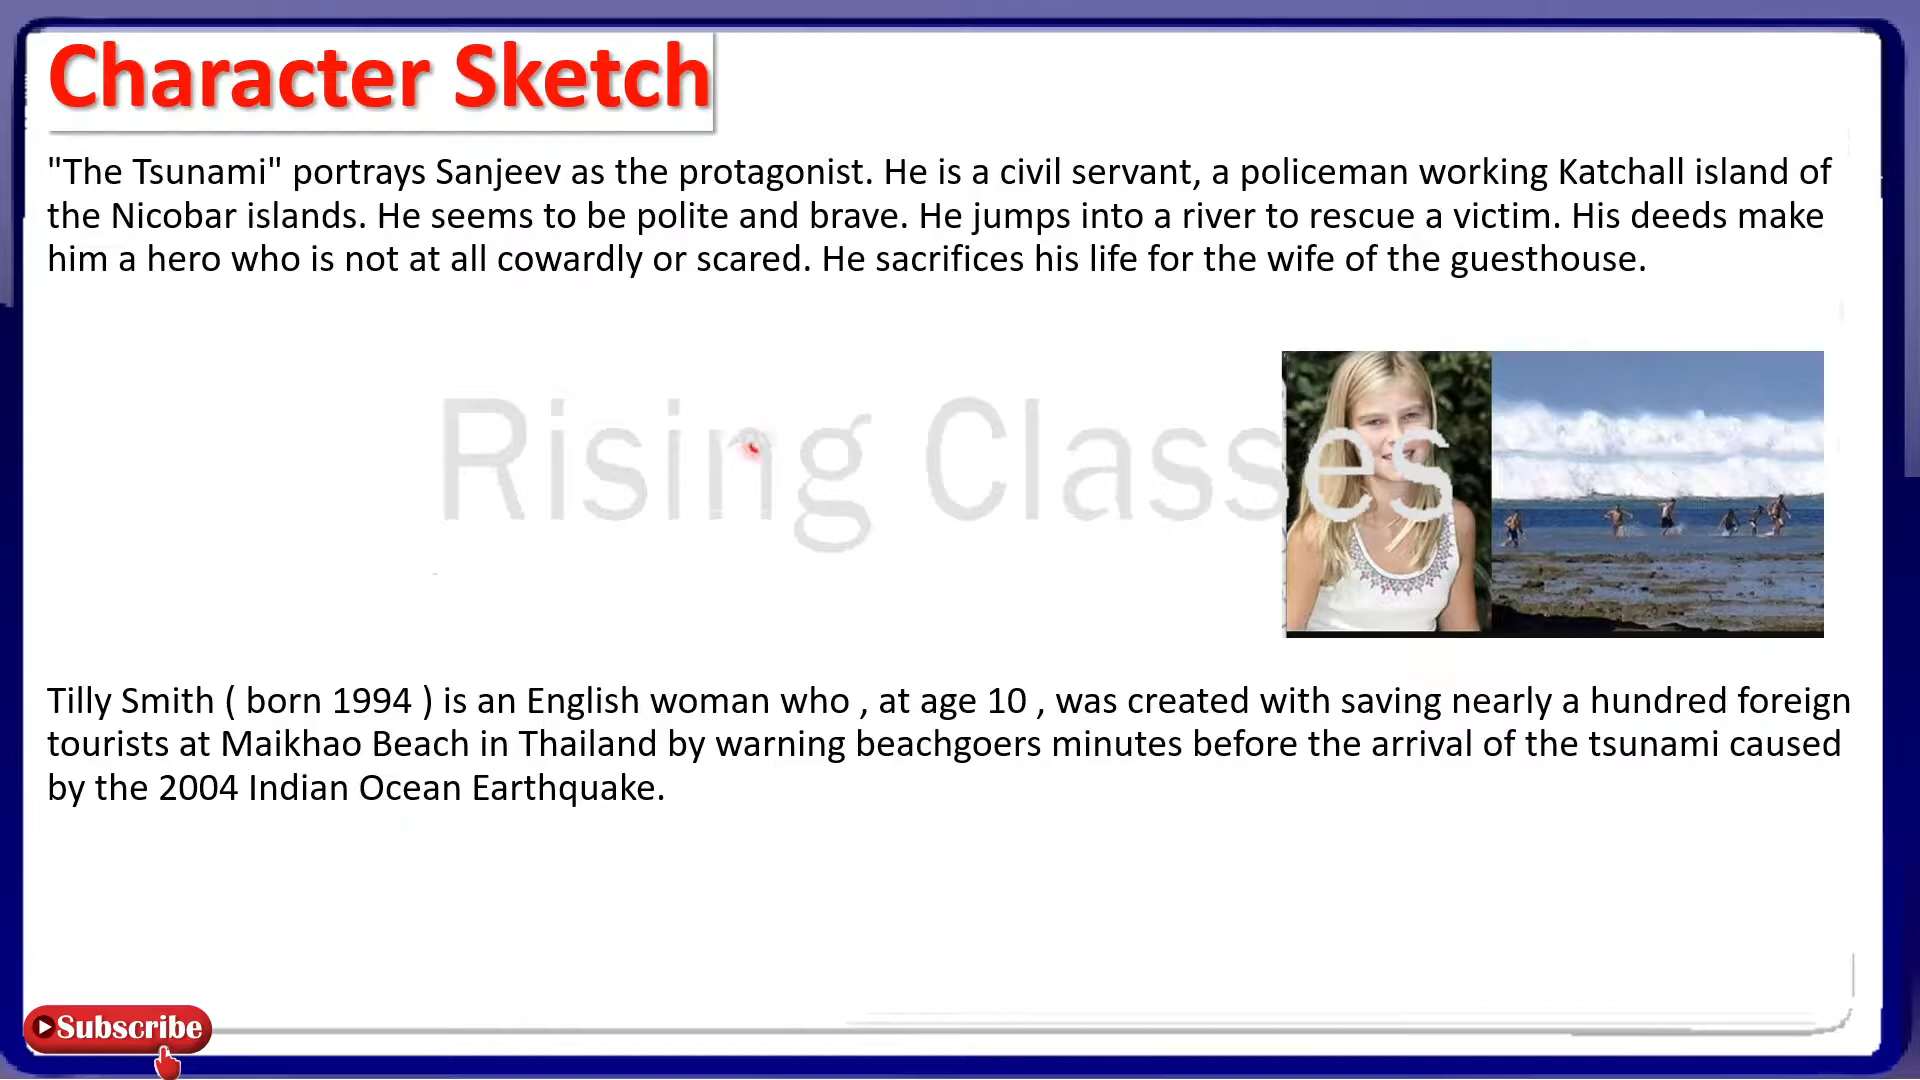 Character Sketch
"The Tsunami" portrays Sanjeev as the protagonist. He is a civil servant, a policeman working Katchall island of
the Nicobar islands. He seems to be polite and brave. He jumps into a river to rescue a victim. His deeds make
him a hero who is not at all cowardly or scared. He sacrifices his life for the wife of the guesthouse.
Rising Classes
Tilly Smith ( born 1994 ) is an English woman who , at age 10 , was created with saving nearly a hundred foreign
tourists at Maikhao Beach in Thailand by warning beachgoers minutes before the arrival of the tsunami caused
by the 2004 Indian Ocean Earthquake.
Subscribe